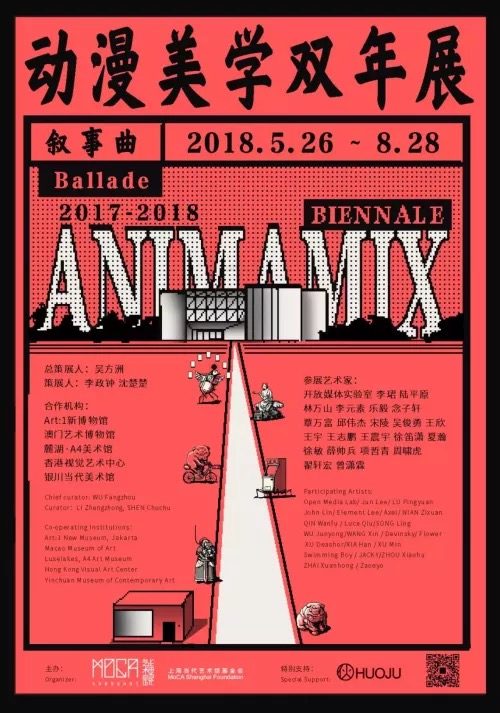 动漫美学双年展
叙事曲
2018.5.26 ~ 8.28
Ballade
2017-2018
BIENNALE
ANIMAMIX
总策展人：吴方洲
策展人：李政钟 沈楚楚
合作机构：
Art:1新博物馆
澳门艺术博物馆
麓湖·A4美术馆
香港视觉艺术中心
银川当代美术馆
Chief curator: WU Fangzhou
Curator: Li Zhengzhong, SHEN Chuchu
Co-operating Institutions:
Art:1 New Museum, Jakarta
Macao Museum of Art
Luxelakes, A4 Art Museum
Hong Kong Visual Art Center
Yinchuan Museum of Contemporary Art
参展艺术家：
开放媒体实验室 李珺 陆平原
林万山 李元素 乐毅 念子轩
覃万富 邱伟杰 宋陵 吴俊勇 王欣
王宇 王志鹏 王震宇 徐笛潇 夏瀚
徐敏 薛帅兵 项哲青 周啸虎
翟轩宏 曾潇霖
Participating Artists:
Open Media Lab/ Jun Lee/ LU Pingyuan
John Lin/ Element Lee/ Axel/ NIAN Zixuan
QIN Wanfu / Luca Qiu/SONG Ling
WU Junyong/WANG Xin / Devinsky/ Flower
XIA Han / XU Min
Swimming Boy / JACKY/ZHOU Xiaohu
ZHAI Xuanhong / Zaoeyo
主办：
Organizer:
MOCA
SHANGHAI
上海当代艺术馆基金会
MoCA Shanghai Foundation
特别支持：
Special Support:
火
HUOJU